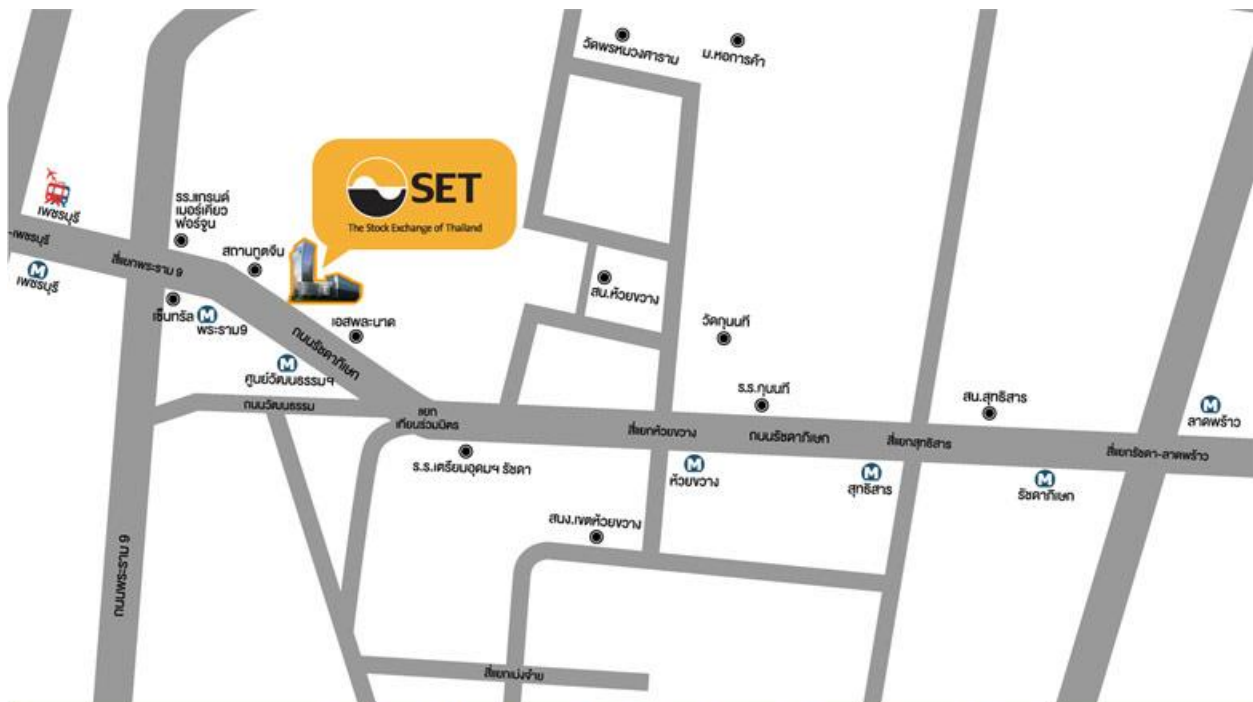 วัดพรหมวงศาราม
ม.หอการค้า
SET
The Stock Exchange of Thailand
เพชรบุรี
รร.แกรนด์
เมอร์เคียว
ฟอร์จูน
-เพชรบุรี
สถานทูตจีน
สี่แยกพระราม 9
เพชรบุรี
สน.ห้วยขวาง
เซ็นทรัล
พระราม9
เอสพละนาด
วัดกุนนที
ถนนรัชดาภิเษก
ศูนย์วัฒนธรรมฯ
ร.ร.กุนนที
สน.สุทธิสาร
ลาดพร้าว
ถนนวัฒนธรรม
แยก
เทียนร่วมมิตร
สี่แยกห้วยขวาง
ถนนรัชดาภิเษก
สี่แยกสุทธิสาร
สี่แยกรัชดา-ลาดพร้าว
ร.ร.เตรียมอุดมฯ รัชดา
ห้วยขวาง
สุทธิสาร
รัชดาภิเษก
สนง.เขตห้วยขวาง
ถนนพระราม 9
สี่แยกเม่งจ๋าย